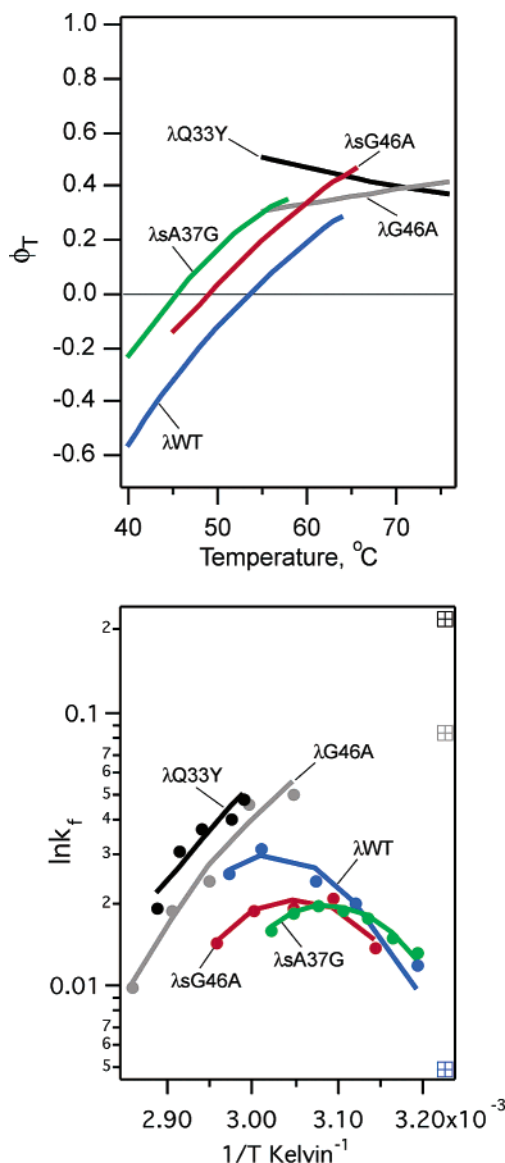 1.0
0.8
0.6
0.4
0.2
0.0
-0.2
-0.4
-0.6
ϕT
λQ33Y
λsG46A
λG46A
λsA37G
λWT
40 50 60 70
Temperature, °C
2
0.1
7
6
5
4
3
2
0.01
7
6
5
lnkf
λG46A
λQ33Y
λWT
λsG46A
λsA37G
2.90 3.00 3.10 3.20x10 -3
1/T Kelvin-1